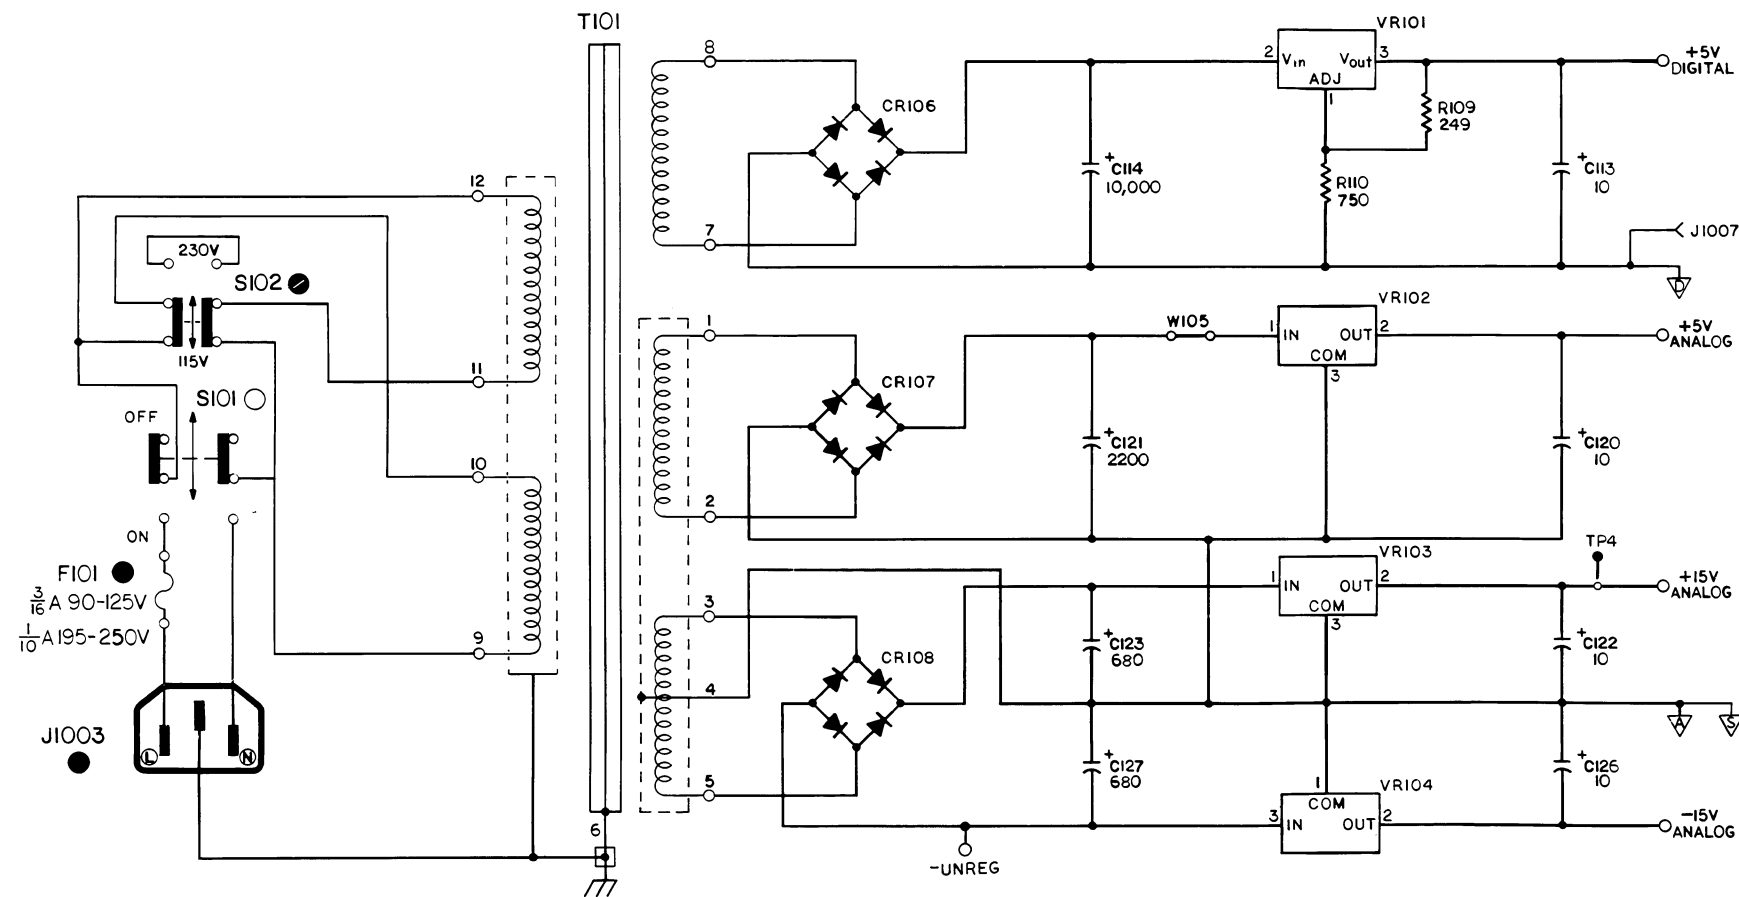 T101
VR101
8
2
Vin
Vout
3
ADJ
1
+5V
DIGITAL
CR106
R109
249
+
C114
10,000
R110
750
+
C113
10
12
7
J1007
230V
S102
D
115V
1
W105
VR102
1
IN
OUT
2
COM
3
+5V
ANALOG
11
CR107
S101
OFF
+
C121
2200
+
C120
10
10
2
ON
TP4
F101
3/16 A 90-125V
1/10 A 195-250V
VR103
1
IN
OUT
2
COM
3
+15V
ANALOG
3
9
CR108
+
C123
680
+
C122
10
4
A
S
J1003
L
N
+
C127
680
+
C126
10
5
1
COM
VR104
3
IN
OUT
2
-15V
ANALOG
6
-UNREG